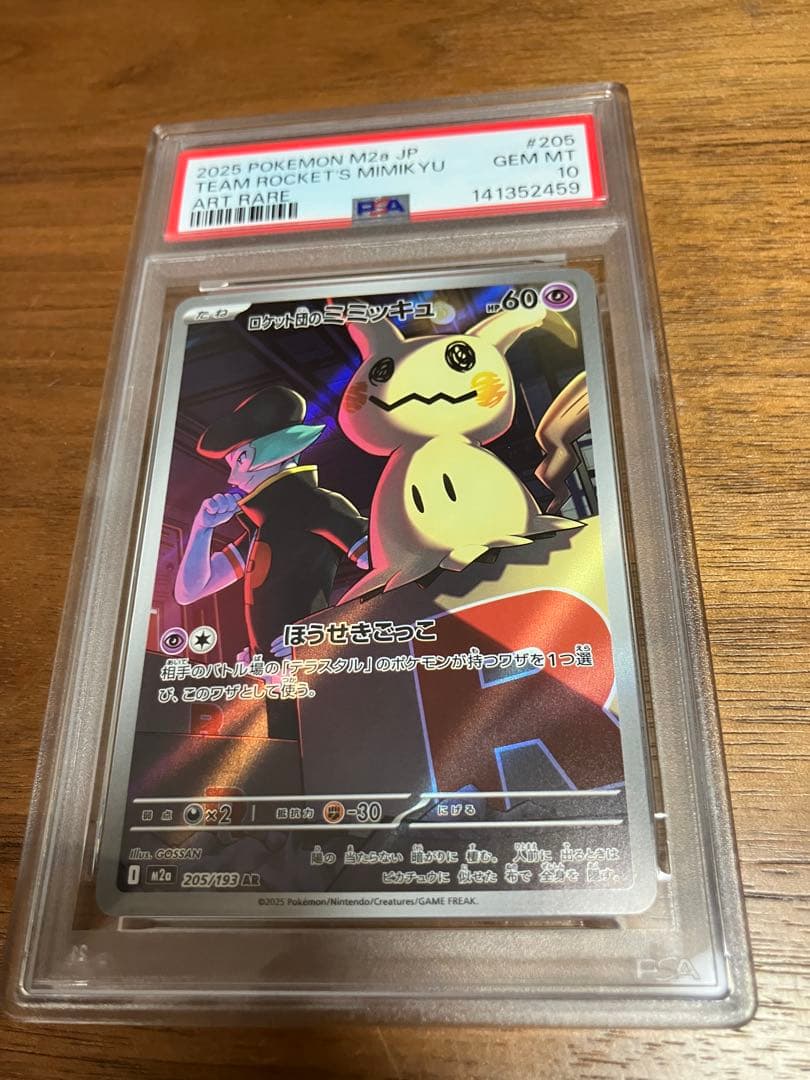 2025 POKEMON M2a JP #205
TEAM ROCKET'S MIMIKYU GEM MT
ART RARE 10
PSA 141352459
たね ロケット団のミミッキュ HP60
ほうせきごっこ
相手のバトル場の「テラスタル」のポケモンが持つワザを1つ選
び、このワザとして使う。
R
R
弱点 ×2 抵抗力 -30 にげる
Illus. GOSSAN
陽の 当たらない 暗がりに 棲む。 人前に 出るときは
ピカチュウに 似せた 布で 全身を 隠す。
I M2a 205/193 AR
©2025 Pokémon/Nintendo/Creatures/GAME FREAK.
PSA